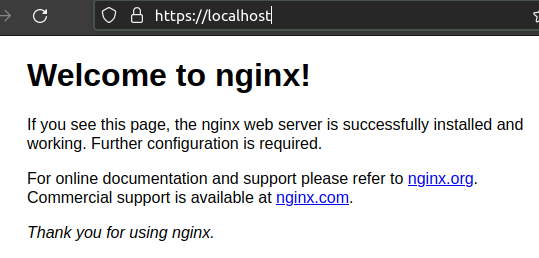 https://localhost
Welcome to nginx!
If you see this page, the nginx web server is successfully installed and
working. Further configuration is required.
For online documentation and support please refer to nginx.org.
Commercial support is available at nginx.com.
Thank you for using nginx.